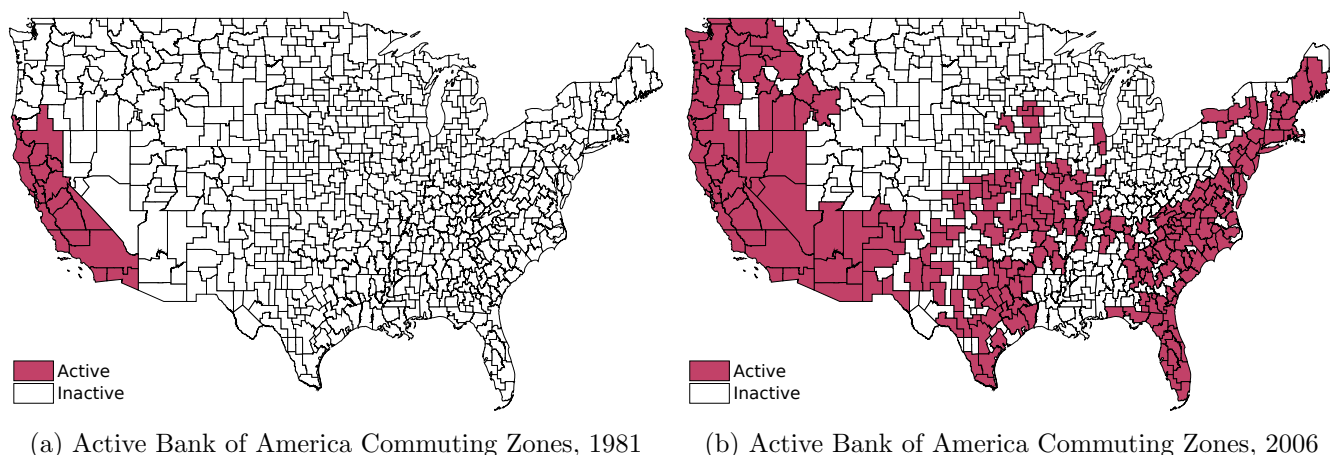 Active
Inactive
Active
Inactive
(a) Active Bank of America Commuting Zones, 1981
(b) Active Bank of America Commuting Zones, 2006